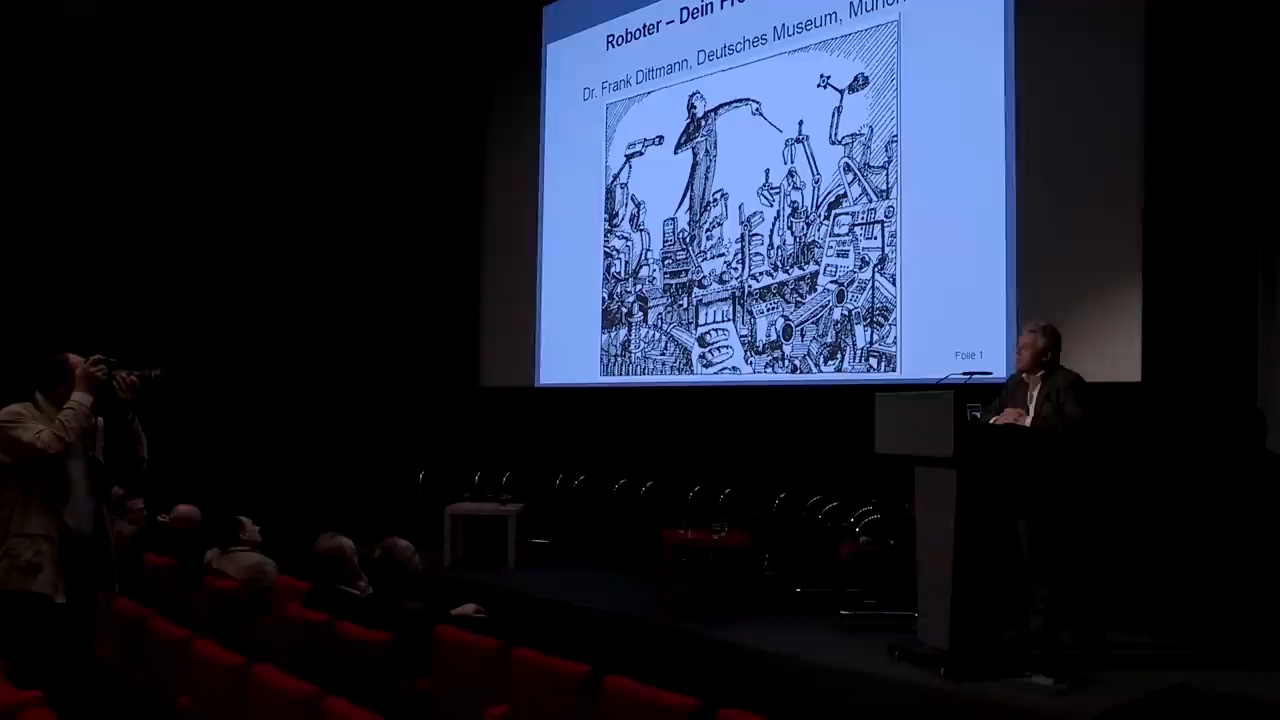 Roboter – Dein
Dr. Frank Dittmann, Deutsches Museum,
Folie 1